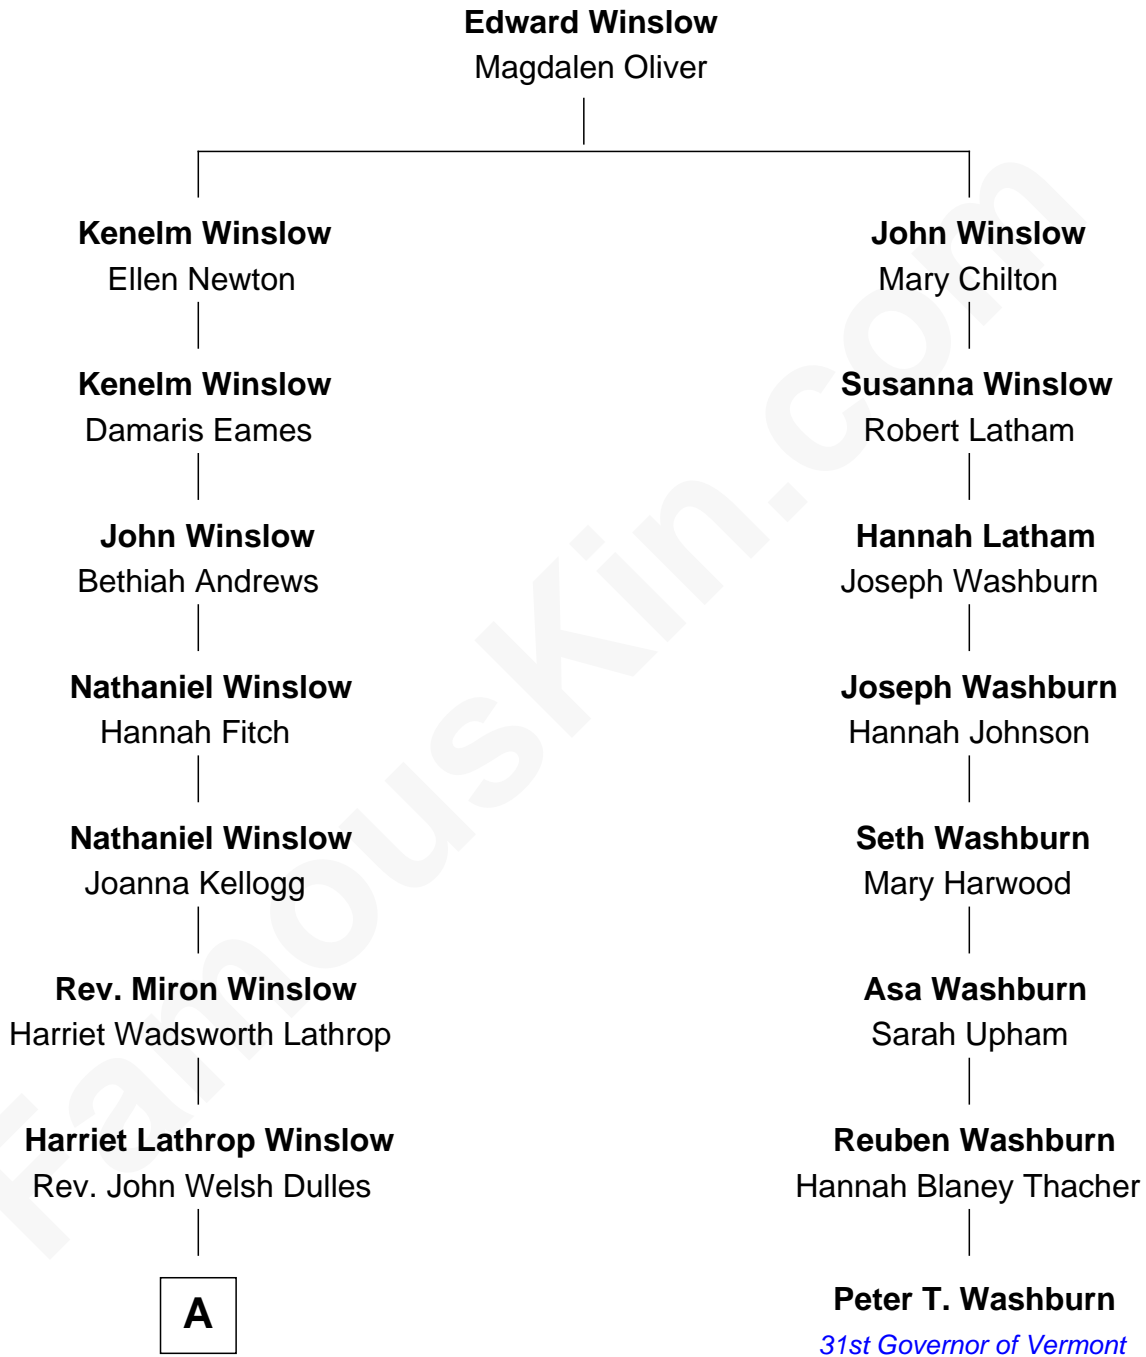 Edward Winslow
Magdalen Oliver
Kenelm Winslow
Ellen Newton
John Winslow
Mary Chilton
Kenelm Winslow
Damaris Eames
Susanna Winslow
Robert Latham
John Winslow
Bethiah Andrews
Hannah Latham
Joseph Washburn
Nathaniel Winslow
Hannah Fitch
Joseph Washburn
Hannah Johnson
Nathaniel Winslow
Joanna Kellogg
Seth Washburn
Mary Harwood
Rev. Miron Winslow
Harriet Wadsworth Lathrop
Asa Washburn
Sarah Upham
Harriet Lathrop Winslow
Rev. John Welsh Dulles
Reuben Washburn
Hannah Blaney Thacher
A
Peter T. Washburn
31st Governor of Vermont
FamousKin.com